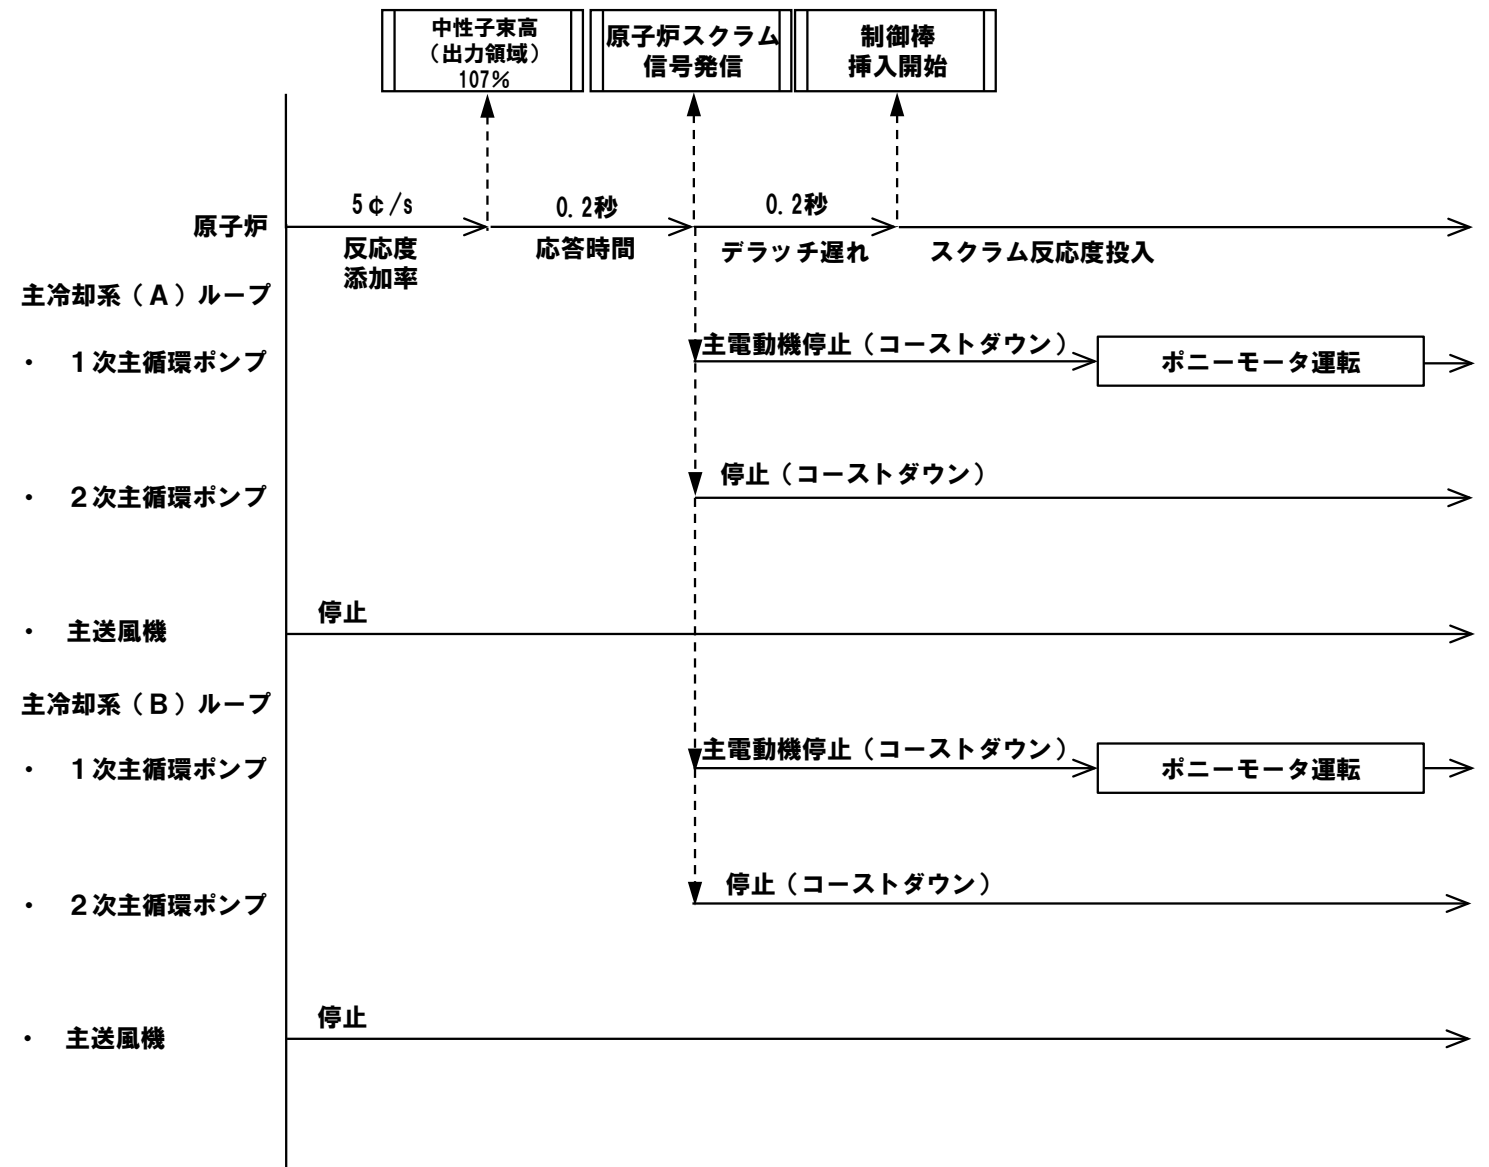 中性子束高
（出力領域）
107％
原子炉スクラム
信号発信
制御棒
挿入開始
5￠/s
0.2秒
0.2秒
原子炉
反応度
添加率
応答時間
デラッチ遅れ
スクラム反応度投入
主冷却系（Ａ）ループ
・ １次主循環ポンプ
主電動機停止（コーストダウン）
ポニーモータ運転
・ ２次主循環ポンプ
停止（コーストダウン）
・ 主送風機
停止
主冷却系（Ｂ）ループ
・ １次主循環ポンプ
主電動機停止（コーストダウン）
ポニーモータ運転
・ ２次主循環ポンプ
停止（コーストダウン）
・ 主送風機
停止